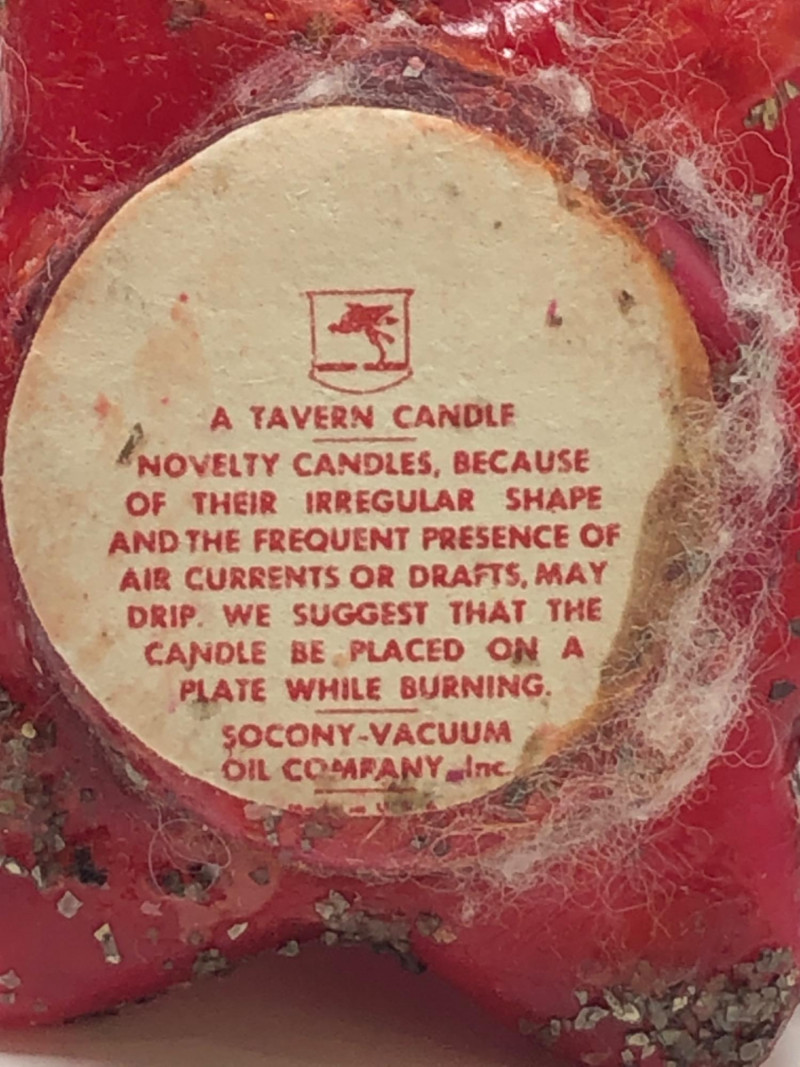 A TAVERN CANDLE
NOVELTY CANDLES, BECAUSE
OF THEIR IRREGULAR SHAPE
AND THE FREQUENT PRESENCE OF
AIR CURRENTS OR DRAFTS, MAY
DRIP. WE SUGGEST THAT THE
CANDLE BE PLACED ON A
PLATE WHILE BURNING.
SOCONY-VACUUM
OIL COMPANY, Inc.